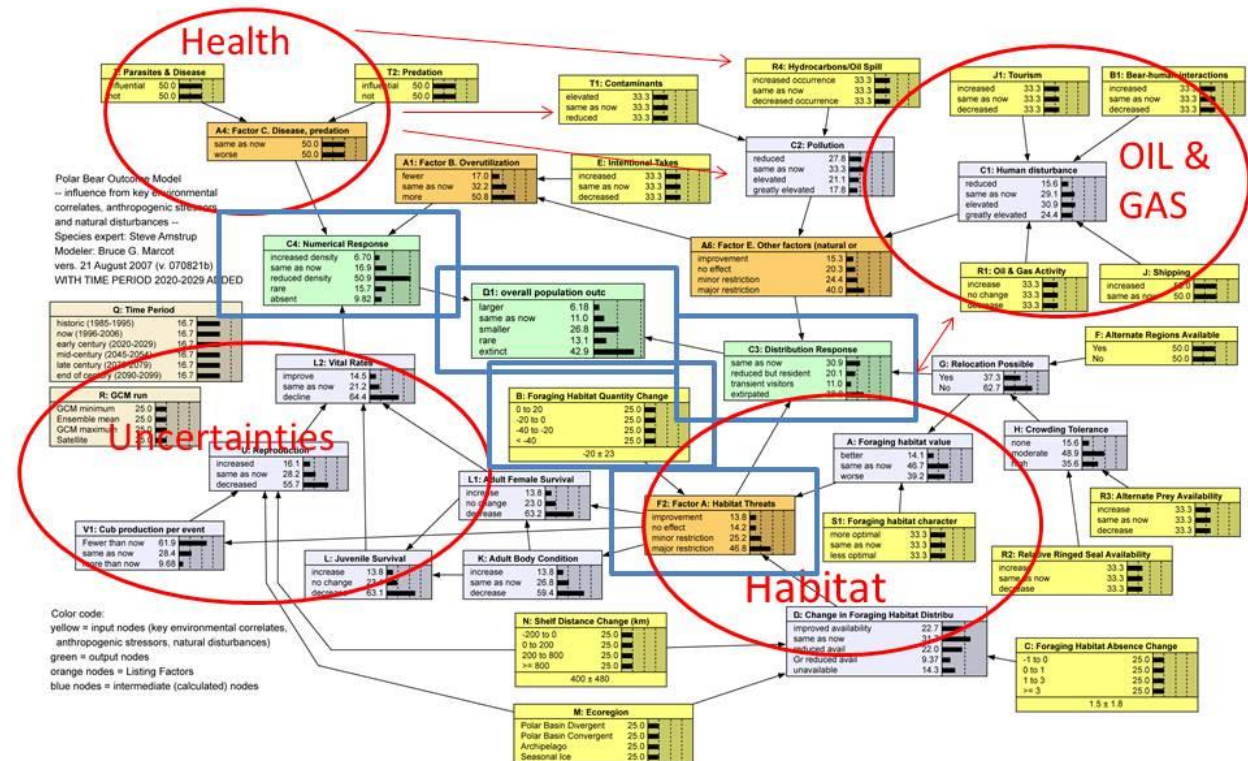 Health
OIL &
GAS
Uncertainties
Habitat
Parasites & Disease
influential 50.0
not 50.0
T2: Predation
influential 50.0
not 50.0
A4: Factor C. Disease, predation
same as now 50.0
worse 50.0
T1: Contaminants
elevated 33.3
same as now 33.3
reduced 33.3
R4: Hydrocarbons/Oil Spill
increased occurrence 33.3
same as now 33.3
decreased occurrence 33.3
J1: Tourism
increased 33.3
same as now 33.3
decreased 33.3
B1: Bear-human interactions
increased 33.3
same as now 33.3
decreased 33.3
A1: Factor B. Overutilization
fewer 17.0
same as now 32.2
more 50.8
E: Intentional Takes
increased 33.3
same as now 33.3
decreased 33.3
C2: Pollution
reduced 27.8
same as now 33.3
elevated 21.1
greatly elevated 17.8
C1: Human disturbance
reduced 15.6
same as now 29.1
elevated 30.9
greatly elevated 24.4
Polar Bear Outcome Model
-- influence from key environmental
correlates, anthropogenic stressors
and natural disturbances --
Species expert: Steve Amstrup
Modeler: Bruce G. Marcot
vers. 21 August 2007 (v. 070821b)
WITH TIME PERIOD 2020-2029 ADDED
C4: Numerical Response
increased density 6.70
same as now 16.9
reduced density 50.9
rare 15.7
absent 9.82
A6: Factor E. Other factors (natural or
improvement 15.3
no effect 20.3
minor restriction 24.4
major restriction 40.0
R1: Oil & Gas Activity
increase 33.3
no change 33.3
decrease 33.3
J: Shipping
increased
same as now 50.0
Q: Time Period
historic (1985-1995) 16.7
now (1996-2006) 16.7
early century (2020-2029) 16.7
mid-century (2045-2054) 16.7
late century (2070-2079) 16.7
end of century (2090-2099) 16.7
D1: overall population outc
larger 6.18
same as now 11.0
smaller 26.8
rare 13.1
extinct 42.9
C3: Distribution Response
same as now 30.9
reduced but resident 20.1
transient visitors 11.0
extirpated
F: Alternate Regions Available
Yes 50.0
No 50.0
G: Relocation Possible
Yes 37.3
No 62.7
L2: Vital Rates
improve 14.5
same as now 21.2
decline 64.4
R: GCM run
GCM minimum 25.0
Ensemble mean 25.0
GCM maximum 25.0
Satellite
B: Foraging Habitat Quantity Change
0 to 20 25.0
-20 to 0 25.0
-40 to -20 25.0
< -40 25.0
-20 ± 23
A: Foraging habitat value
better 14.1
same as now 46.7
worse 39.2
H: Crowding Tolerance
none 15.6
moderate 48.9
high 35.6
U: Reproduction
increased 16.1
same as now 28.2
decreased 55.7
L1: Adult Female Survival
increase 13.8
no change 23.0
decrease 63.2
F2: Factor A: Habitat Threats
improvement 13.8
no effect 14.2
minor restriction 25.2
major restriction 46.8
S1: Foraging habitat character
more optimal 33.3
same as now 33.3
less optimal 33.3
R3: Alternate Prey Availability
increase 33.3
same as now 33.3
decrease 33.3
V1: Cub production per event
Fewer than now 61.9
same as now 28.4
more than now 9.68
L: Juvenile Survival
increase 13.8
no change
decrease 63.1
K: Adult Body Condition
increase 13.8
same as now 26.8
decrease 59.4
R2: Relative Ringed Seal Availability
increase 33.3
same as now 33.3
decrease 33.3
Color code:
yellow = input nodes (key environmental correlates,
anthropogenic stressors, natural disturbances)
green = output nodes
orange nodes = Listing Factors
blue nodes = intermediate (calculated) nodes
N: Shelf Distance Change (km)
-200 to 0 25.0
0 to 200 25.0
200 to 800 25.0
>= 800 25.0
400 ± 480
D: Change in Foraging Habitat Distribu
improved availability 22.7
same as now
reduced avail 22.0
Gr reduced avail 9.37
unavailable 14.3
C: Foraging Habitat Absence Change
-1 to 0 25.0
0 to 1 25.0
1 to 3 25.0
>= 3 25.0
1.5 ± 1.8
M: Ecoregion
Polar Basin Divergent 25.0
Polar Basin Convergent 25.0
Archipelago 25.0
Seasonal Ice 25.0